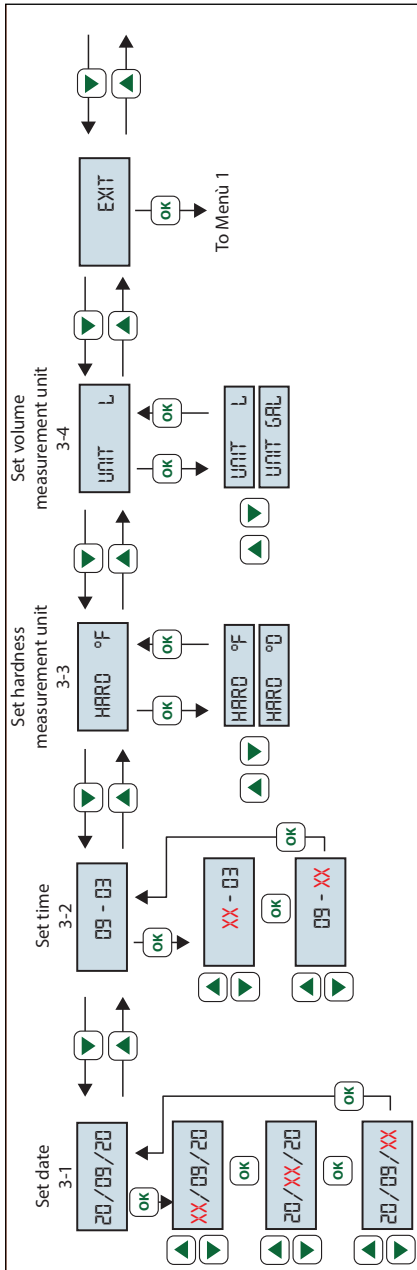 Set date
3-1
20/09/20
OK
XX/09/20
OK
20/XX/20
OK
20/09/XX
OK
Set time
3-2
09-03
OK
XX-03
OK
09-XX
OK
Set hardness
measurement unit
3-3
HARD °F
OK
OK
HARD °F
HARD °D
Set volume
measurement unit
3-4
UNIT L
OK
OK
UNIT L
UNIT GAL
EXIT
OK
To Menù 1